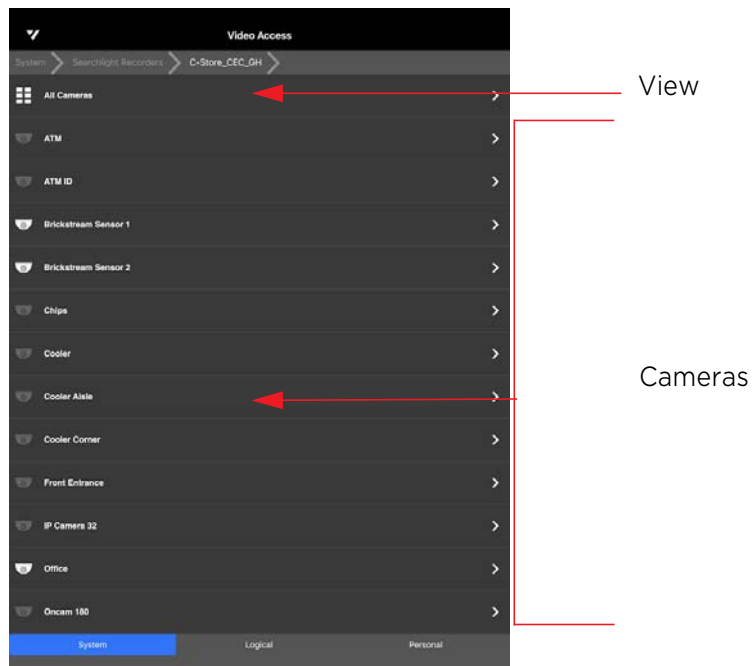 Video Access
System Searchlight Recorders C-Store_CEC_GH
All Cameras
View
ATM
ATM ID
Brickstream Sensor 1
Brickstream Sensor 2
Chips
Cooler
Cameras
Cooler Aisle
Cooler Corner
Front Entrance
IP Camera 32
Office
Oncam 180
System Logical Personal